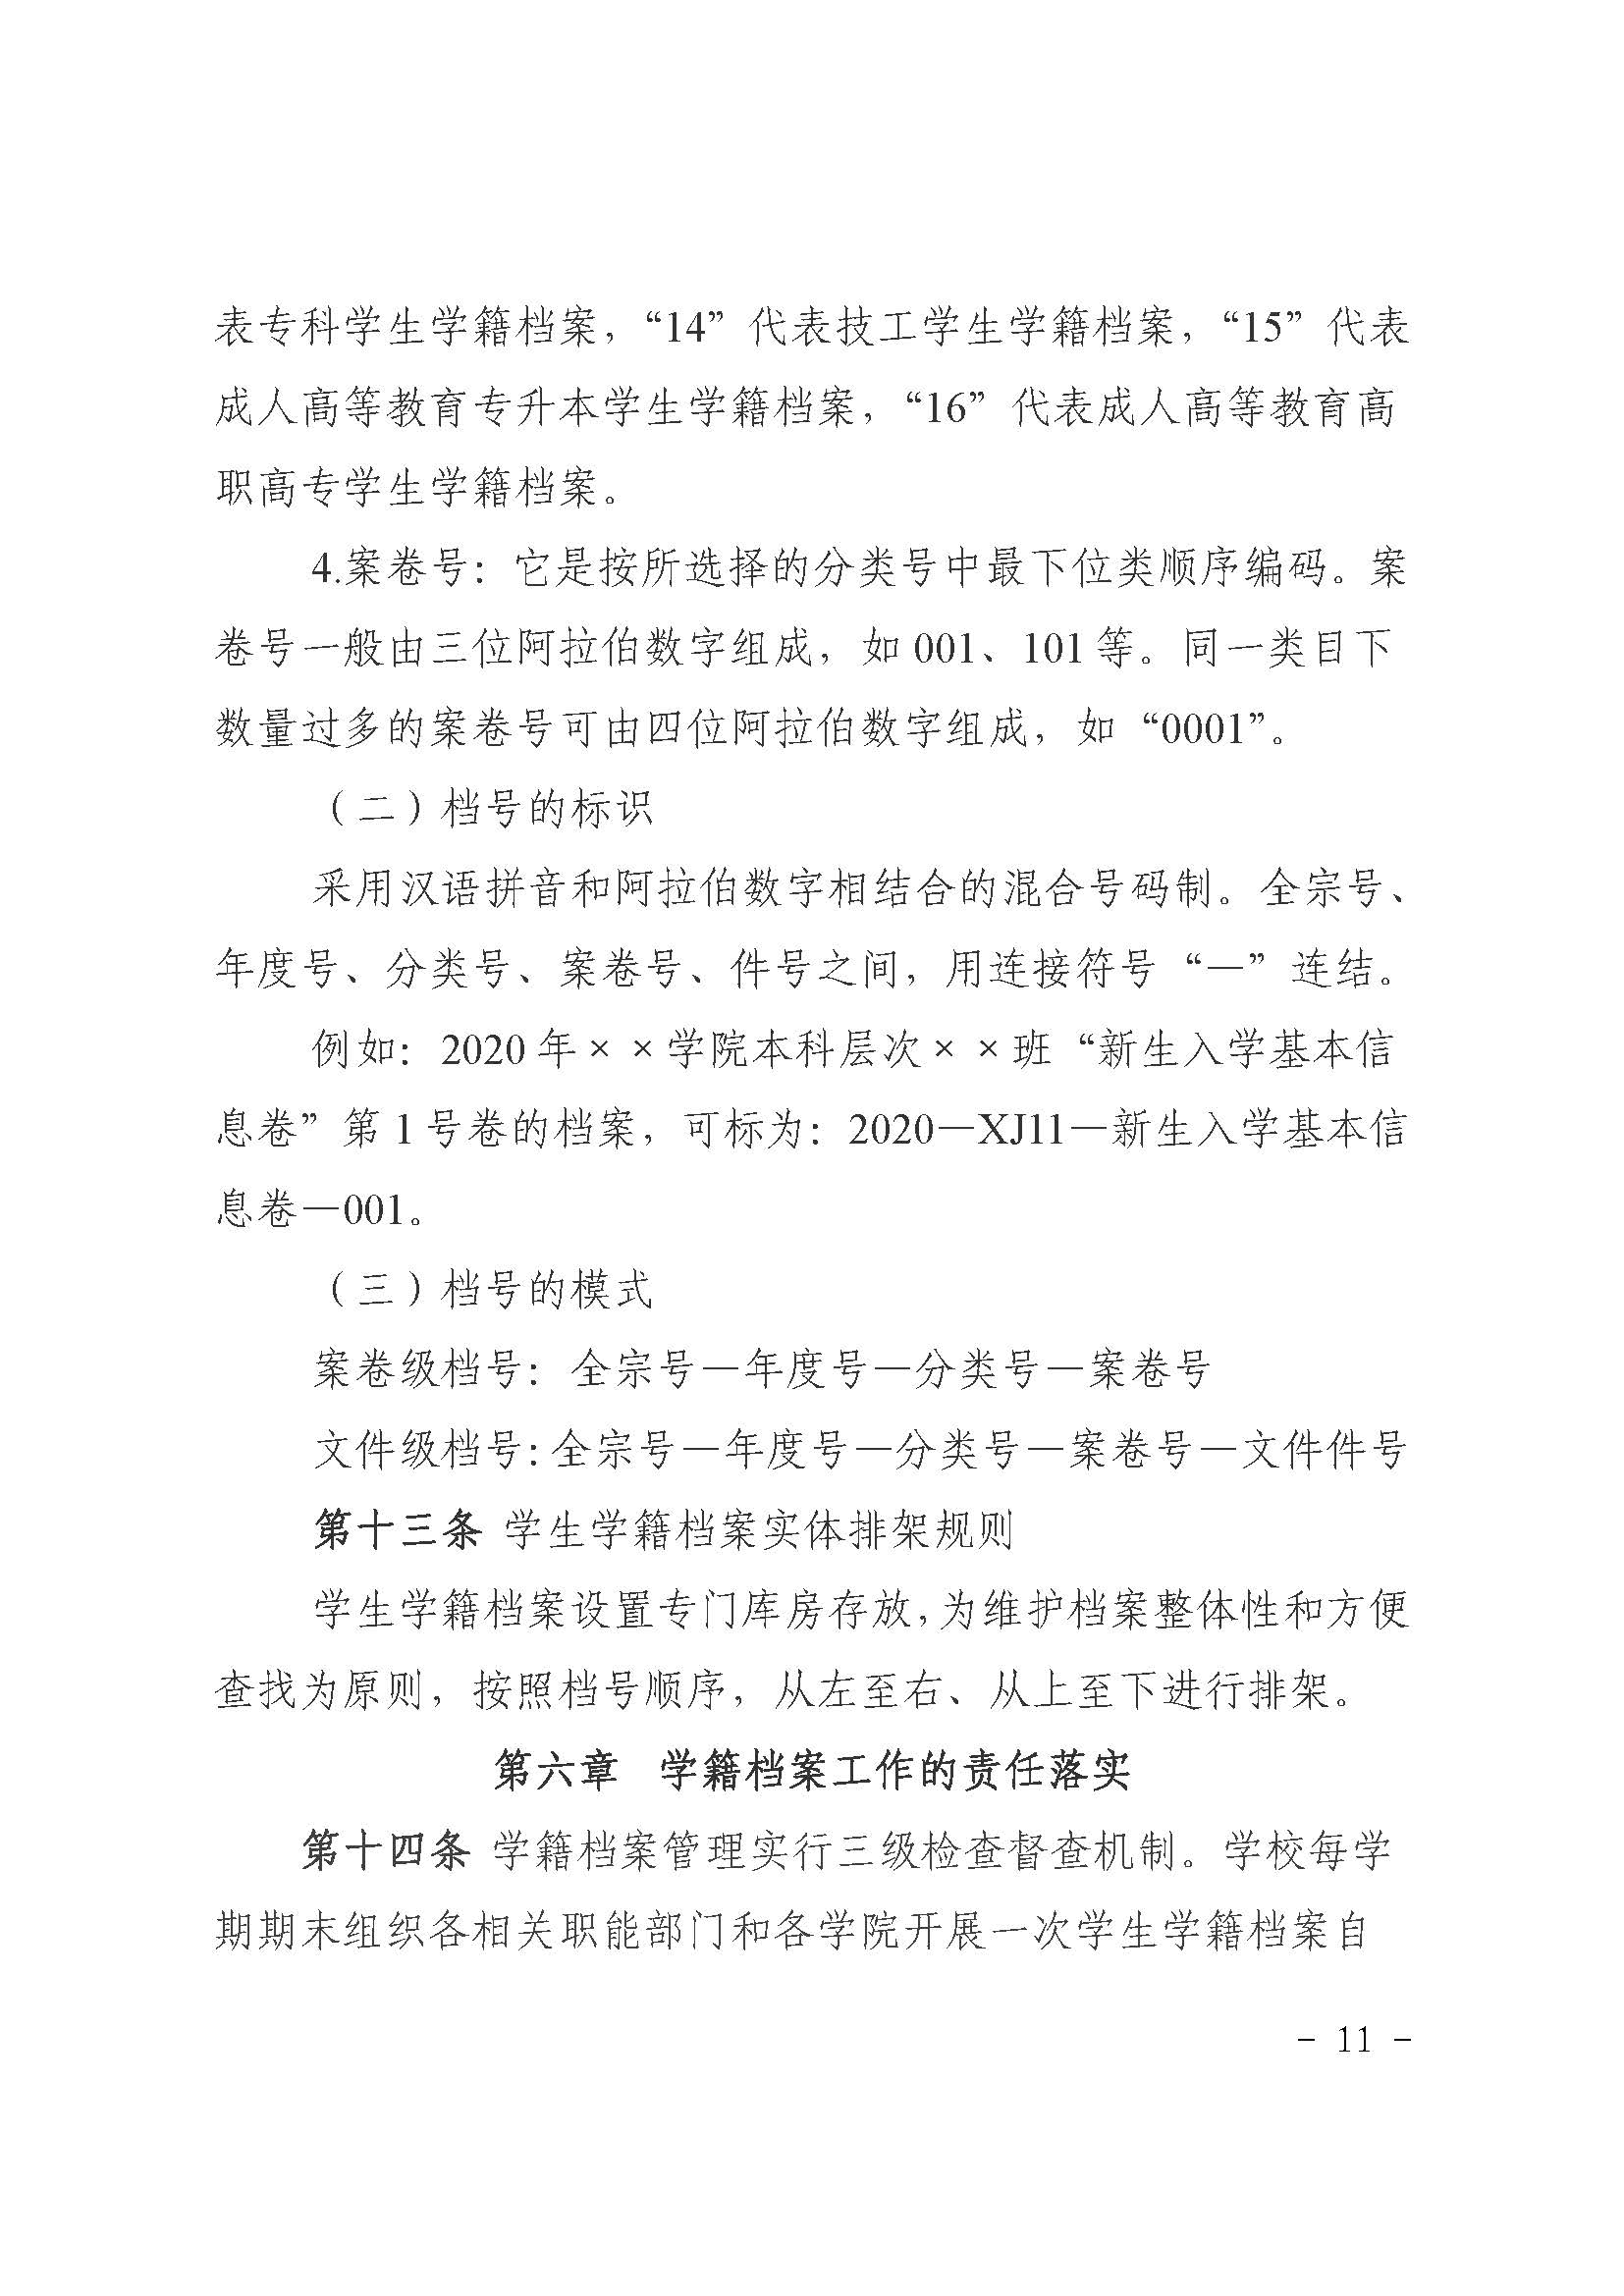 表专科学生学籍档案，“14”代表技工学生学籍档案，“15”代表
成人高等教育专升本学生学籍档案，“16”代表成人高等教育高
职高专学生学籍档案。
4.案卷号：它是按所选择的分类号中最下位类顺序编码。案
卷号一般由三位阿拉伯数字组成，如 001、101 等。同一类目下
数量过多的案卷号可由四位阿拉伯数字组成，如“0001”。
（二）档号的标识
采用汉语拼音和阿拉伯数字相结合的混合号码制。全宗号、
年度号、分类号、案卷号、件号之间，用连接符号“—”连结。
例如：2020 年××学院本科层次××班“新生入学基本信
息卷”第 1 号卷的档案，可标为：2020—XJ11—新生入学基本信
息卷—001。
（三）档号的模式
案卷级档号：全宗号—年度号—分类号—案卷号
文件级档号：全宗号—年度号—分类号—案卷号—文件件号
第十三条 学生学籍档案实体排架规则
学生学籍档案设置专门库房存放，为维护档案整体性和方便
查找为原则，按照档号顺序，从左至右、从上至下进行排架。
第六章 学籍档案工作的责任落实
第十四条 学籍档案管理实行三级检查督查机制。学校每学
期期末组织各相关职能部门和各学院开展一次学生学籍档案自
- 11 -